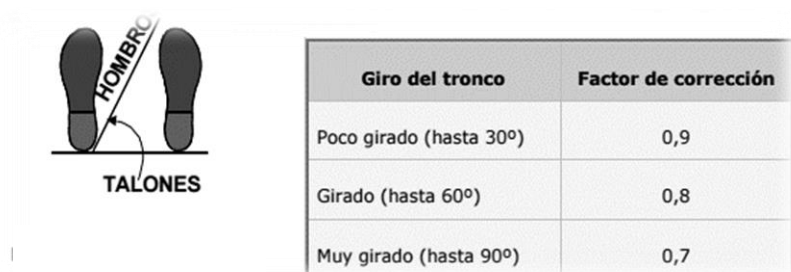 HOMBRO
TALONES
Giro del tronco Factor de corrección
Poco girado (hasta 30º) 0,9
Girado (hasta 60º) 0,8
Muy girado (hasta 90º) 0,7